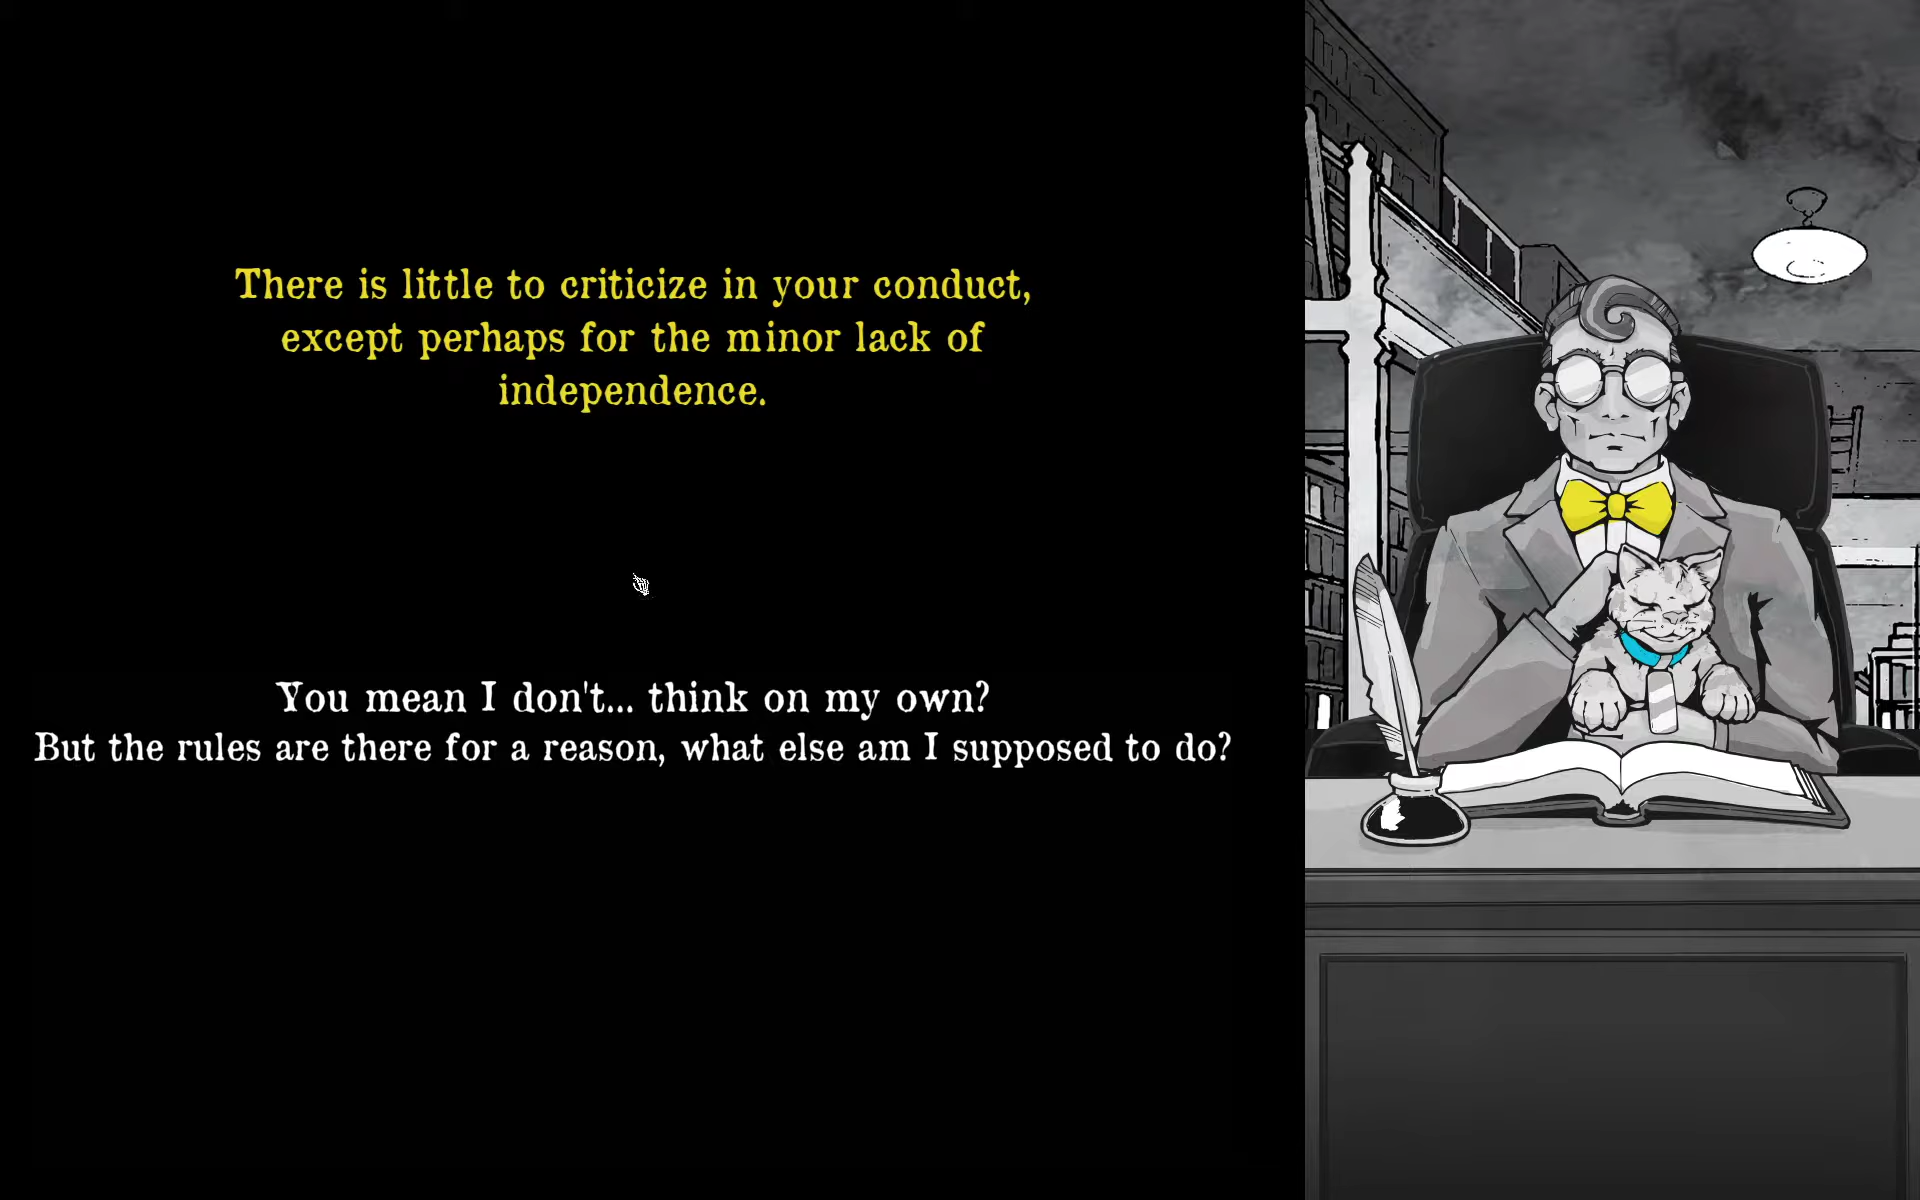 There is little to criticize in your conduct,
except perhaps for the minor lack of
independence.
You mean I don't... think on my own?
But the rules are there for a reason, what else am I supposed to do?